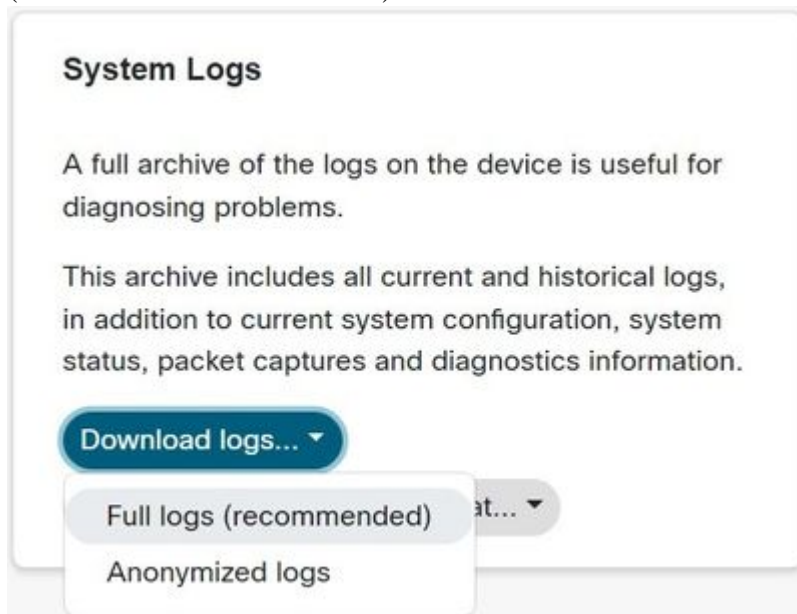 System Logs
A full archive of the logs on the device is useful for
diagnosing problems.
This archive includes all current and historical logs,
in addition to current system configuration, system
status, packet captures and diagnostics information.
Download logs...
Full logs (recommended)
at...
Anonymized logs